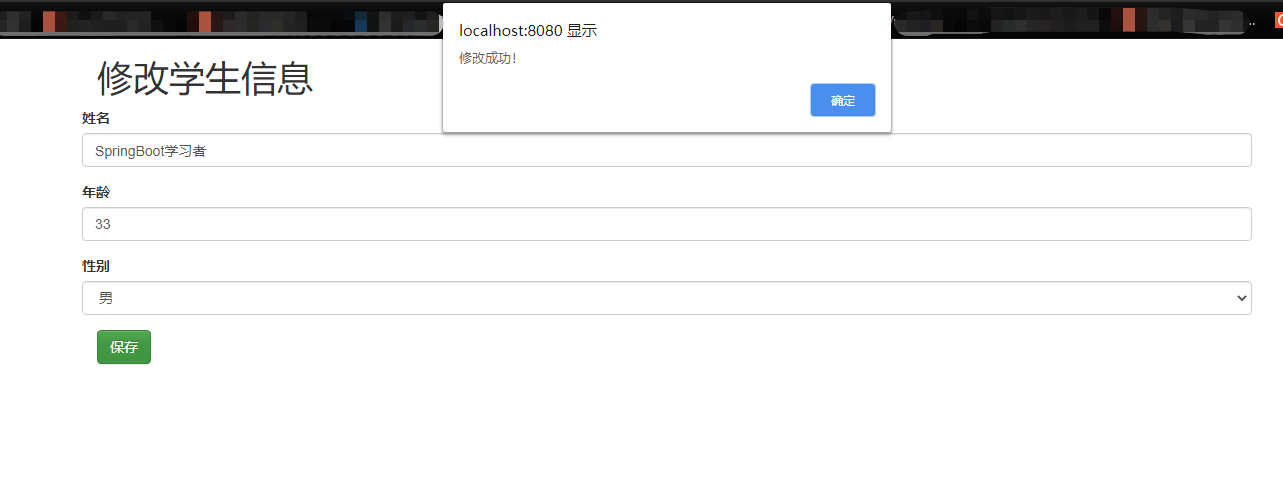 localhost:8080 显示
修改成功！
确定
修改学生信息
姓名
SpringBoot学习者
年龄
33
性别
男
保存